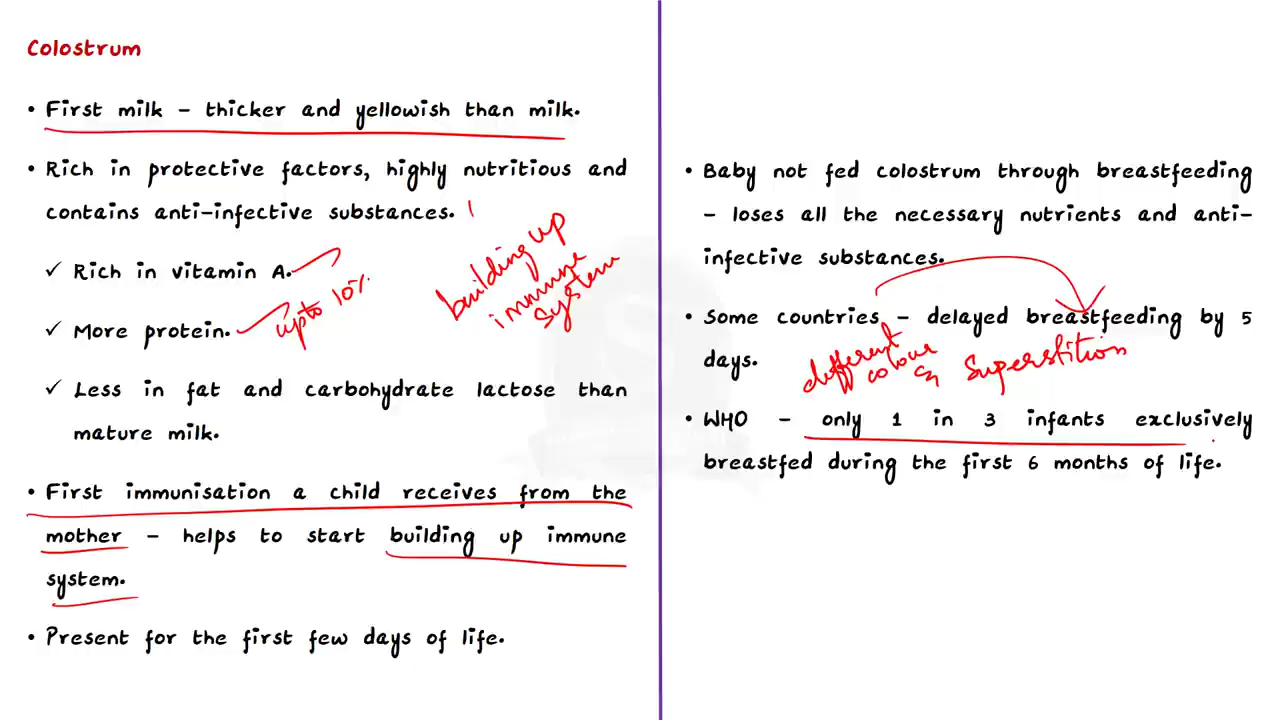 Colostrum
• First milk – thicker and yellowish than milk.
• Rich in protective factors, highly nutritious and
contains anti-infective substances.
building up
immune
system
✓ Rich in vitamin A.
upto 10%
✓ More protein.
✓ Less in fat and carbohydrate lactose than
mature milk.
• First immunisation a child receives from the
mother – helps to start building up immune
system.
• Present for the first few days of life.
• Baby not fed colostrum through breastfeeding
– loses all the necessary nutrients and anti-
infective substances.
• Some countries – delayed breastfeeding by 5
days.
different
colour
Superstition
• WHO – only 1 in 3 infants exclusively
breastfed during the first 6 months of life.